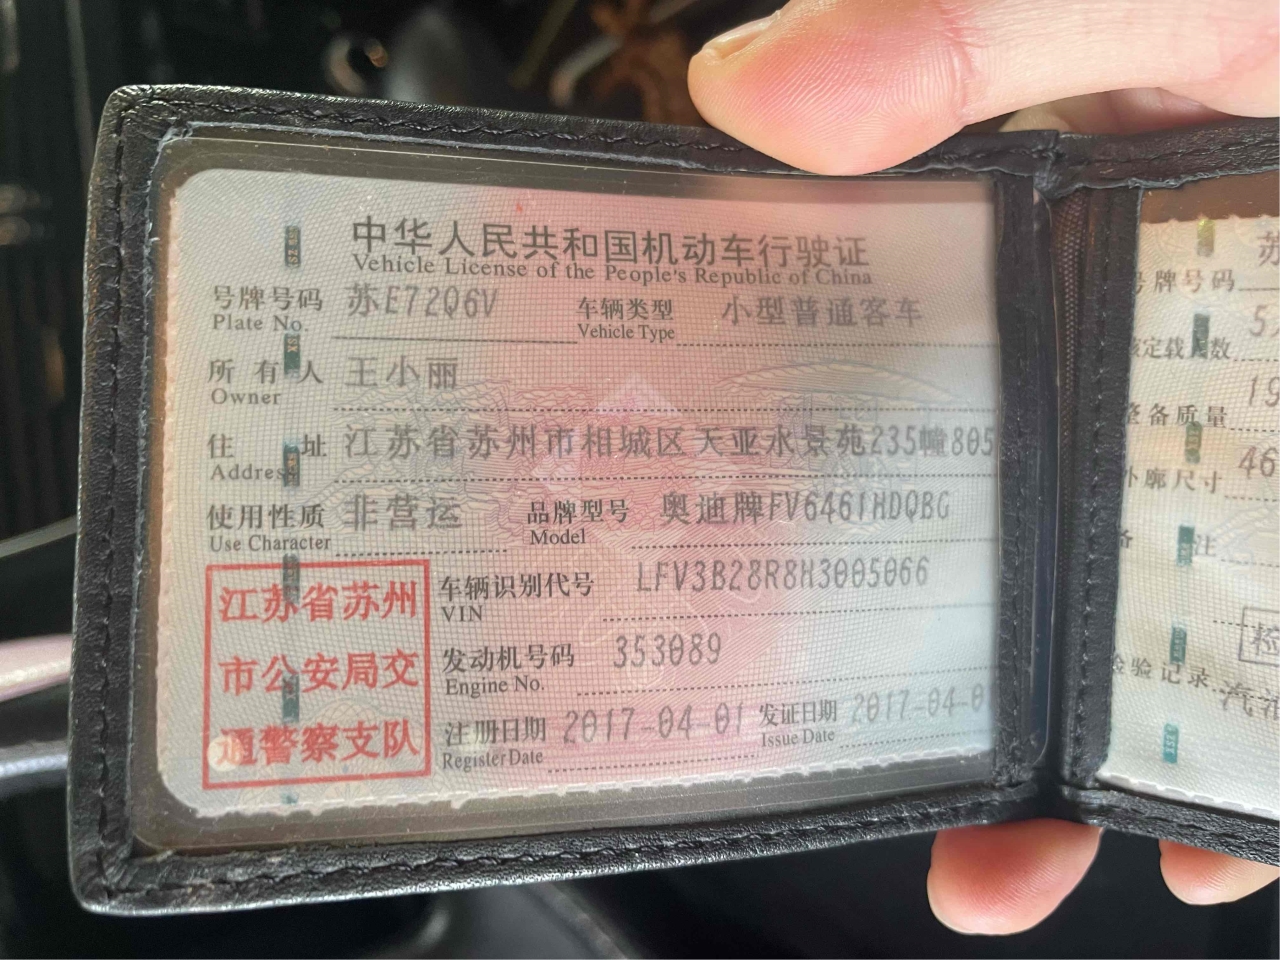 中华人民共和国机动车行驶证
Vehicle License of the People's Republic of China
号牌号码 苏E72Q6V 车辆类型 小型普通客车
Plate No. Vehicle Type
所有人 王小丽
Owner
住址 江苏省苏州市相城区天亚水景苑235幢805
Address
使用性质 非营运 品牌型号 奥迪牌FV6461HDQBG
Use Character Model
江苏省苏州
市公安局交
通警察支队
车辆识别代号 LFV3B28R8H3005066
VIN
发动机号码 353089
Engine No.
注册日期 2017-04-01 发证日期 2017-04-0
Register Date Issue Date
苏
号牌号码
5
核定载人数
19
整备质量
46
外廓尺寸
备注
检
检验记录 汽油